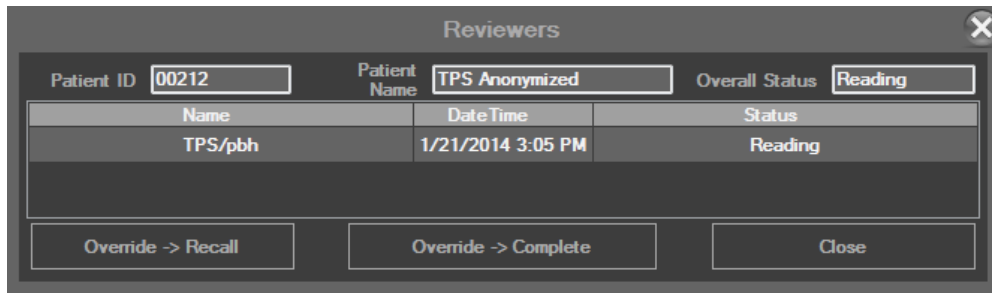 Reviewers
Patient ID 00212 Patient Name TPS Anonymized Overall Status Reading
Name DateTime Status
TPS/pbh 1/21/2014 3:05 PM Reading
Override -> Recall Override -> Complete Close